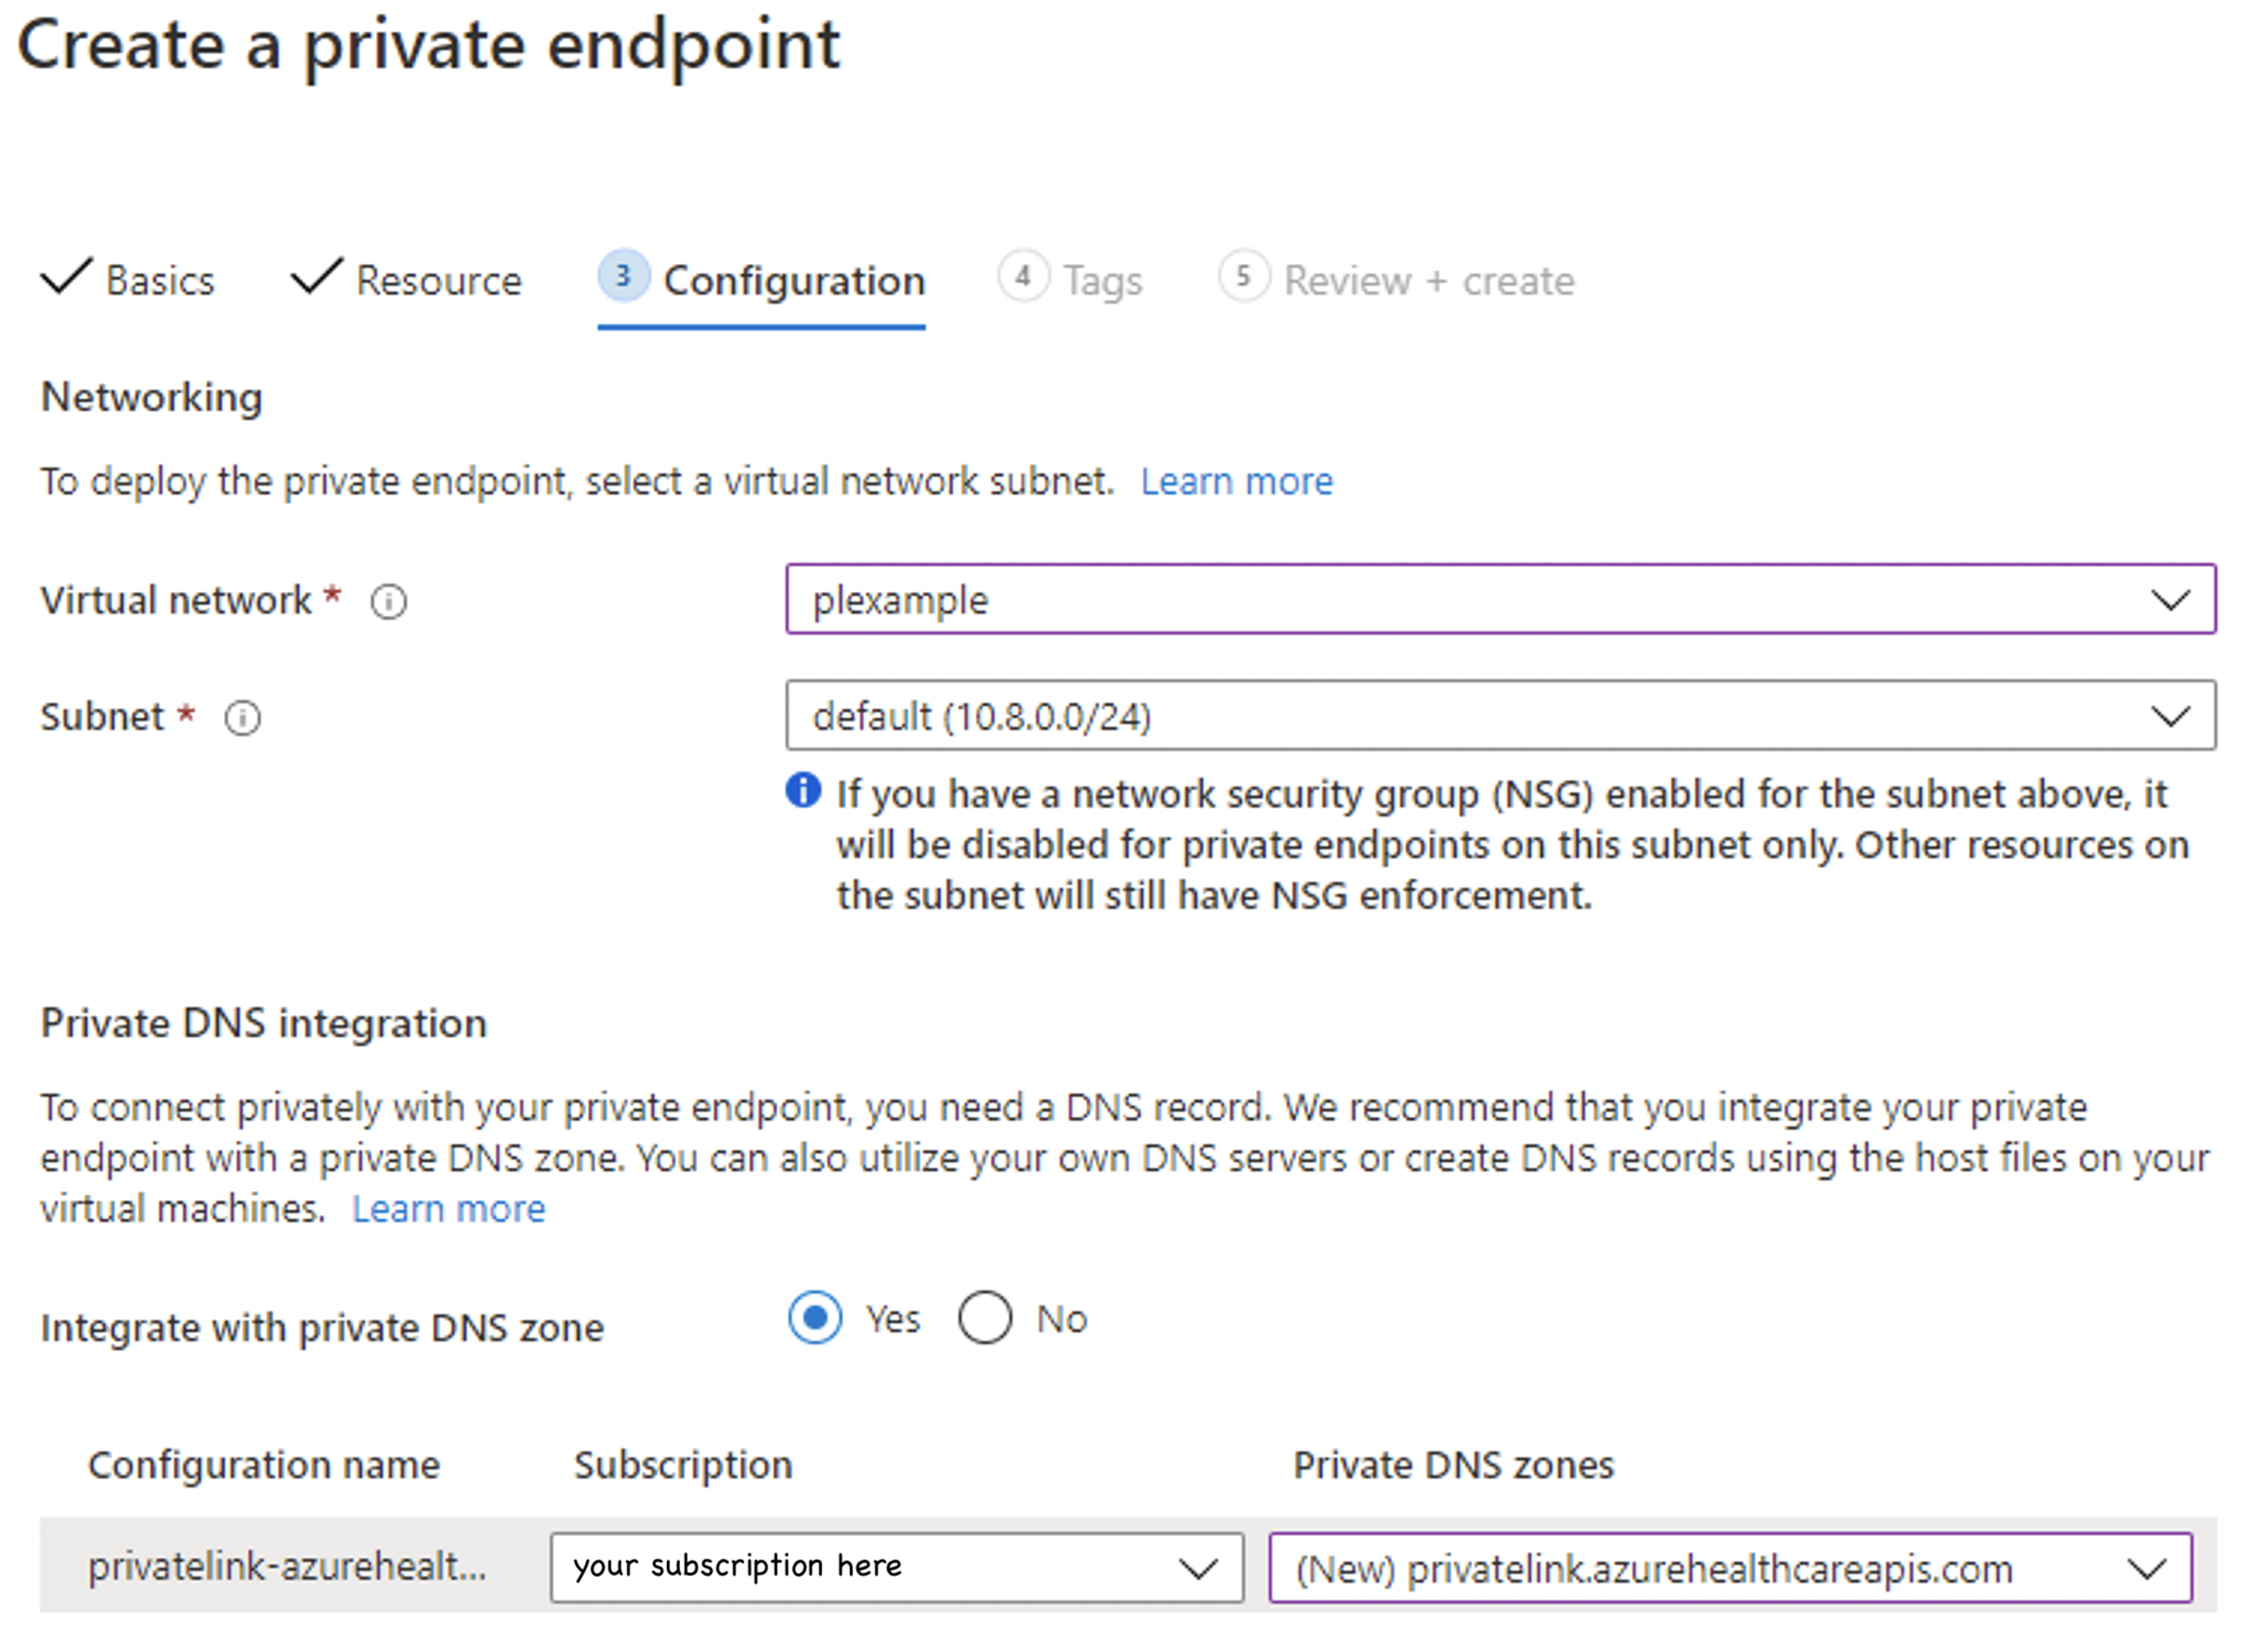 Create a private endpoint
Basics Resource 3 Configuration 4 Tags 5 Review + create
Networking
To deploy the private endpoint, select a virtual network subnet. Learn more
Virtual network * plexample
Subnet * default (10.8.0.0/24)
If you have a network security group (NSG) enabled for the subnet above, it
will be disabled for private endpoints on this subnet only. Other resources on
the subnet will still have NSG enforcement.
Private DNS integration
To connect privately with your private endpoint, you need a DNS record. We recommend that you integrate your private
endpoint with a private DNS zone. You can also utilize your own DNS servers or create DNS records using the host files on your
virtual machines. Learn more
Integrate with private DNS zone Yes No
Configuration name Subscription Private DNS zones
privatelink-azurehealt... your subscription here (New) privatelink.azurehealthcareapis.com